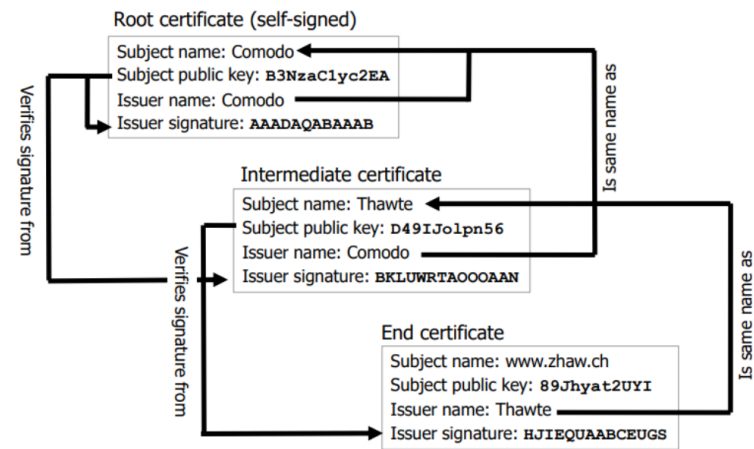 Root certificate (self-signed)
Subject name: Comodo
Subject public key: B3NzaC1yc2EA
Issuer name: Comodo
Issuer signature: AAADAQABAAAB
Verifies signature from
Is same name as
Intermediate certificate
Subject name: Thawte
Subject public key: D49IJolpn56
Issuer name: Comodo
Issuer signature: BKLUWRTAOOOAAN
Verifies signature from
Is same name as
End certificate
Subject name: www.zhaw.ch
Subject public key: 89Jhyat2UYI
Issuer name: Thawte
Issuer signature: HJIEQUAABCEUGS